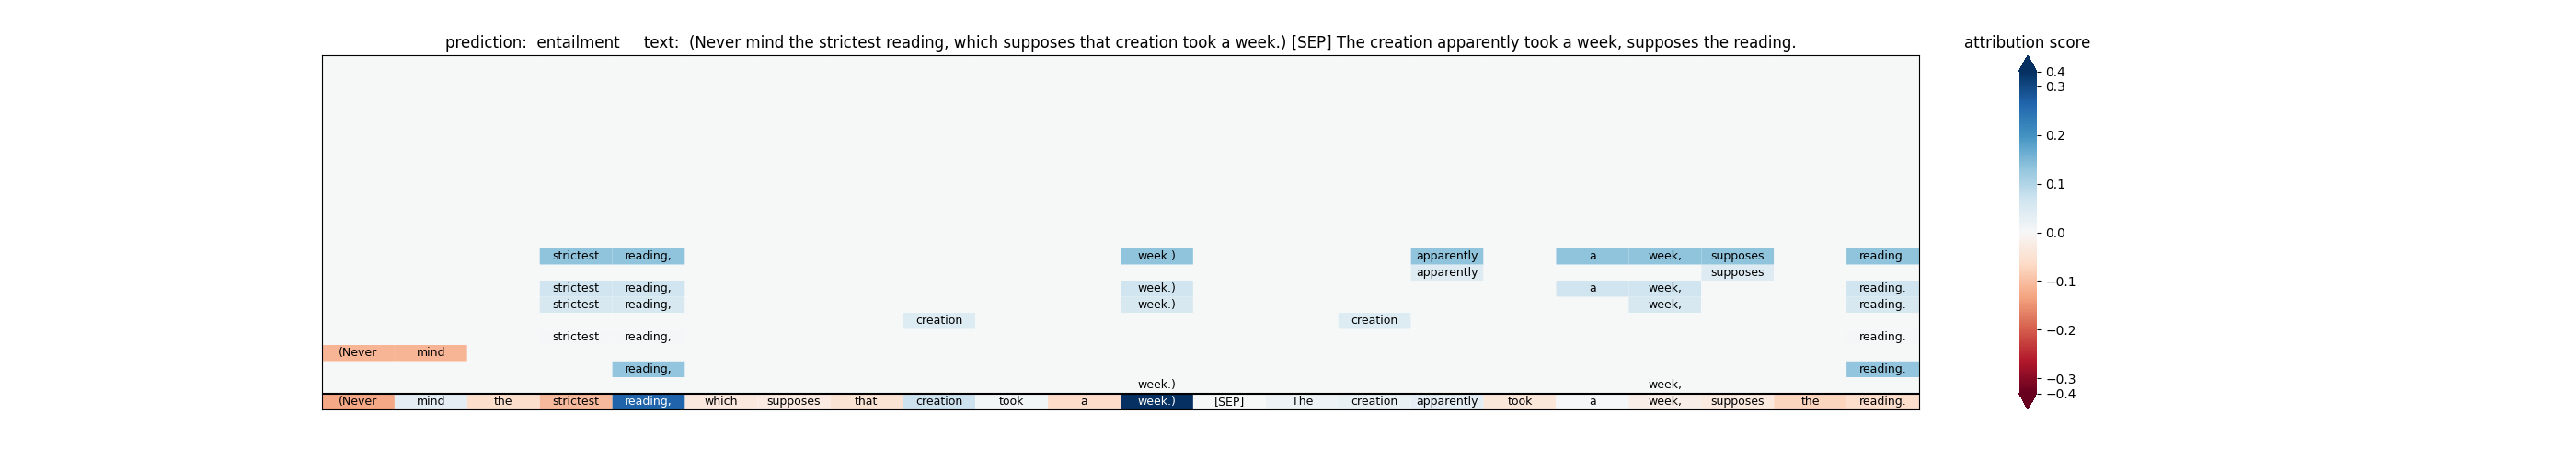 prediction:  entailment     text:  (Never mind the strictest reading, which supposes that creation took a week.) [SEP] The creation apparently took a week, supposes the reading.
attribution score
strictest reading, week.) apparently a week, supposes reading.
apparently supposes
strictest reading, week.) a week, reading.
strictest reading, week.) week, reading.
creation creation
strictest reading, reading.
(Never mind
reading, reading.
week.) week,
(Never mind the strictest reading, which supposes that creation took a week.) [SEP] The creation apparently took a week, supposes the reading.
0.4
0.3
0.2
0.1
0.0
−0.1
−0.2
−0.3
−0.4